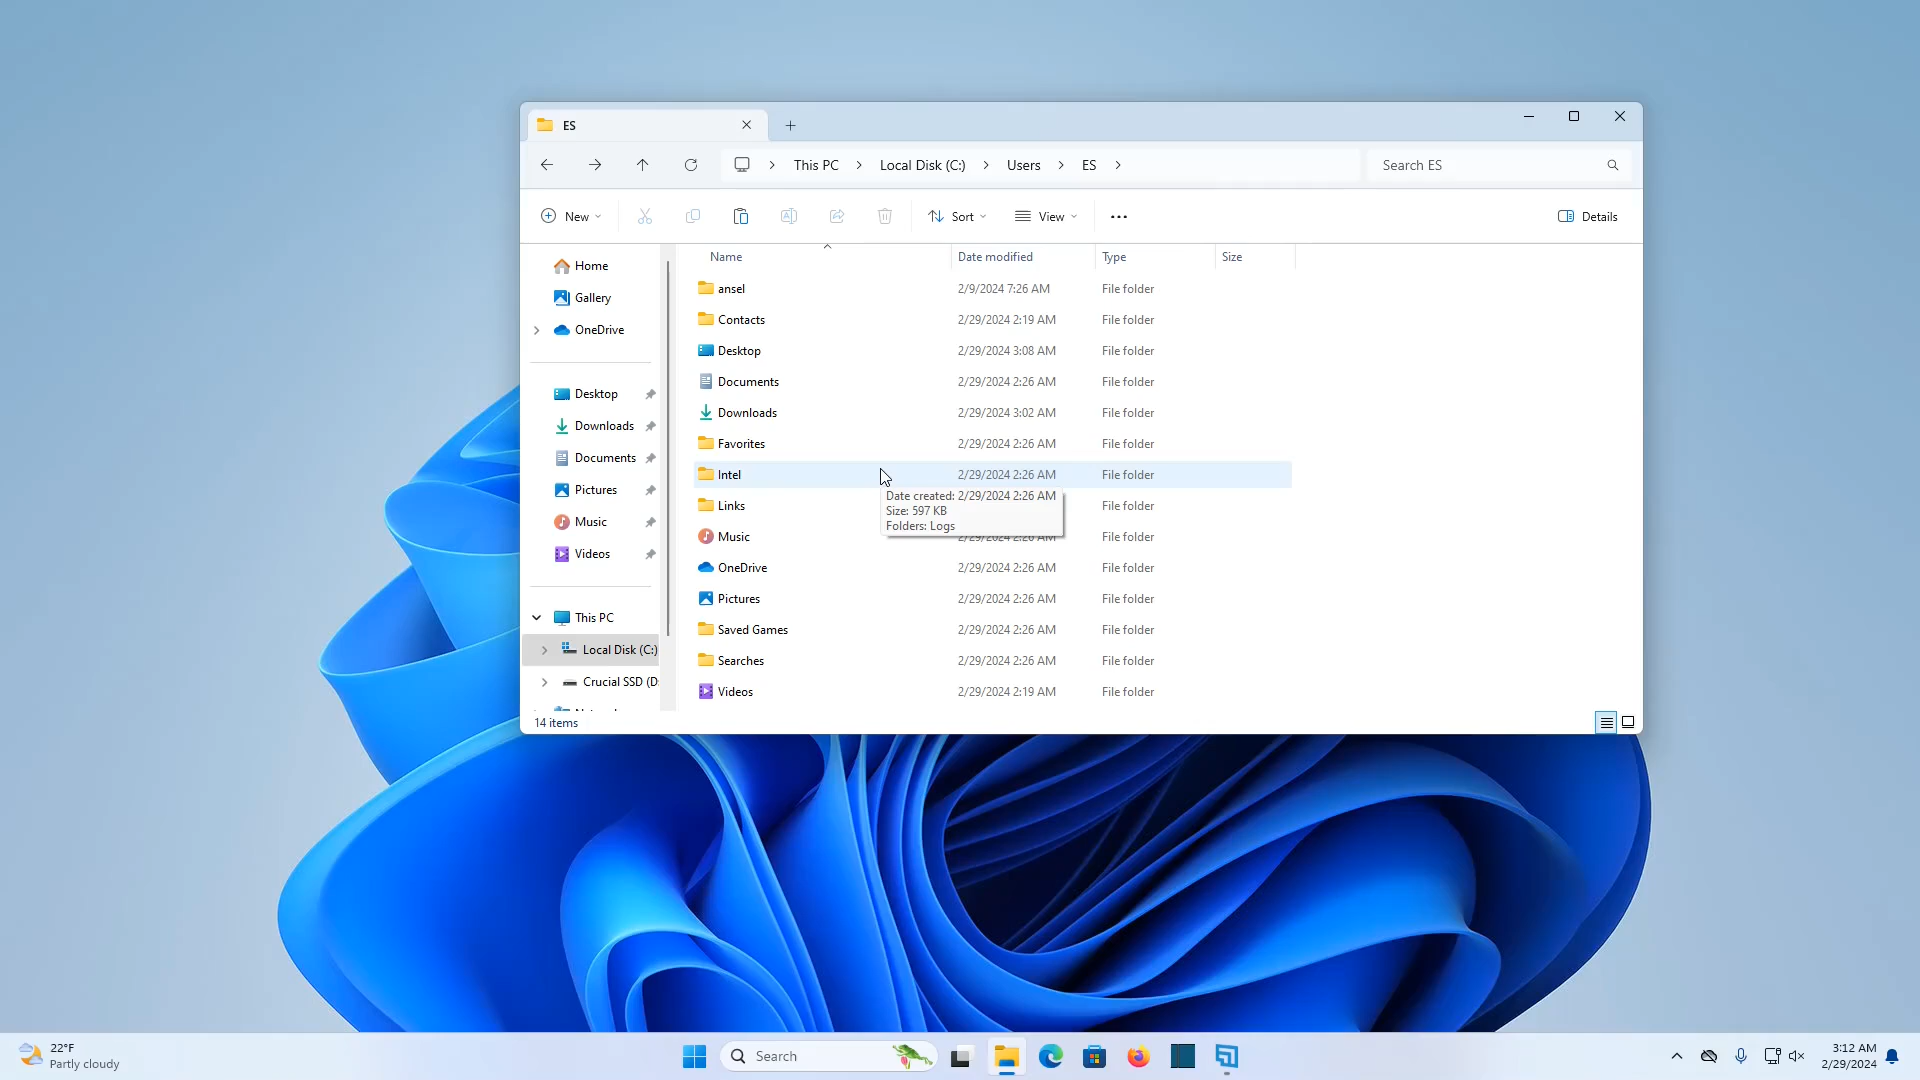 ES
This PC
Local Disk (C:)
Users
ES
Search ES
New
Sort
View
Details
Home
Gallery
OneDrive
Desktop
Downloads
Documents
Pictures
Music
Videos
This PC
Local Disk (C:)
Crucial SSD (D:
Name Date modified Type Size
ansel 2/9/2024 7:26 AM File folder
Contacts 2/29/2024 2:19 AM File folder
Desktop 2/29/2024 3:08 AM File folder
Documents 2/29/2024 2:26 AM File folder
Downloads 2/29/2024 3:02 AM File folder
Favorites 2/29/2024 2:26 AM File folder
Intel 2/29/2024 2:26 AM File folder
Date created: 2/29/2024 2:26 AM
Size: 597 KB
Folders: Logs
Links File folder
Music 2/29/2024 2:26 AM File folder
OneDrive 2/29/2024 2:26 AM File folder
Pictures 2/29/2024 2:26 AM File folder
Saved Games 2/29/2024 2:26 AM File folder
Searches 2/29/2024 2:26 AM File folder
Videos 2/29/2024 2:19 AM File folder
14 items
22°F
Partly cloudy
Search
3:12 AM
2/29/2024